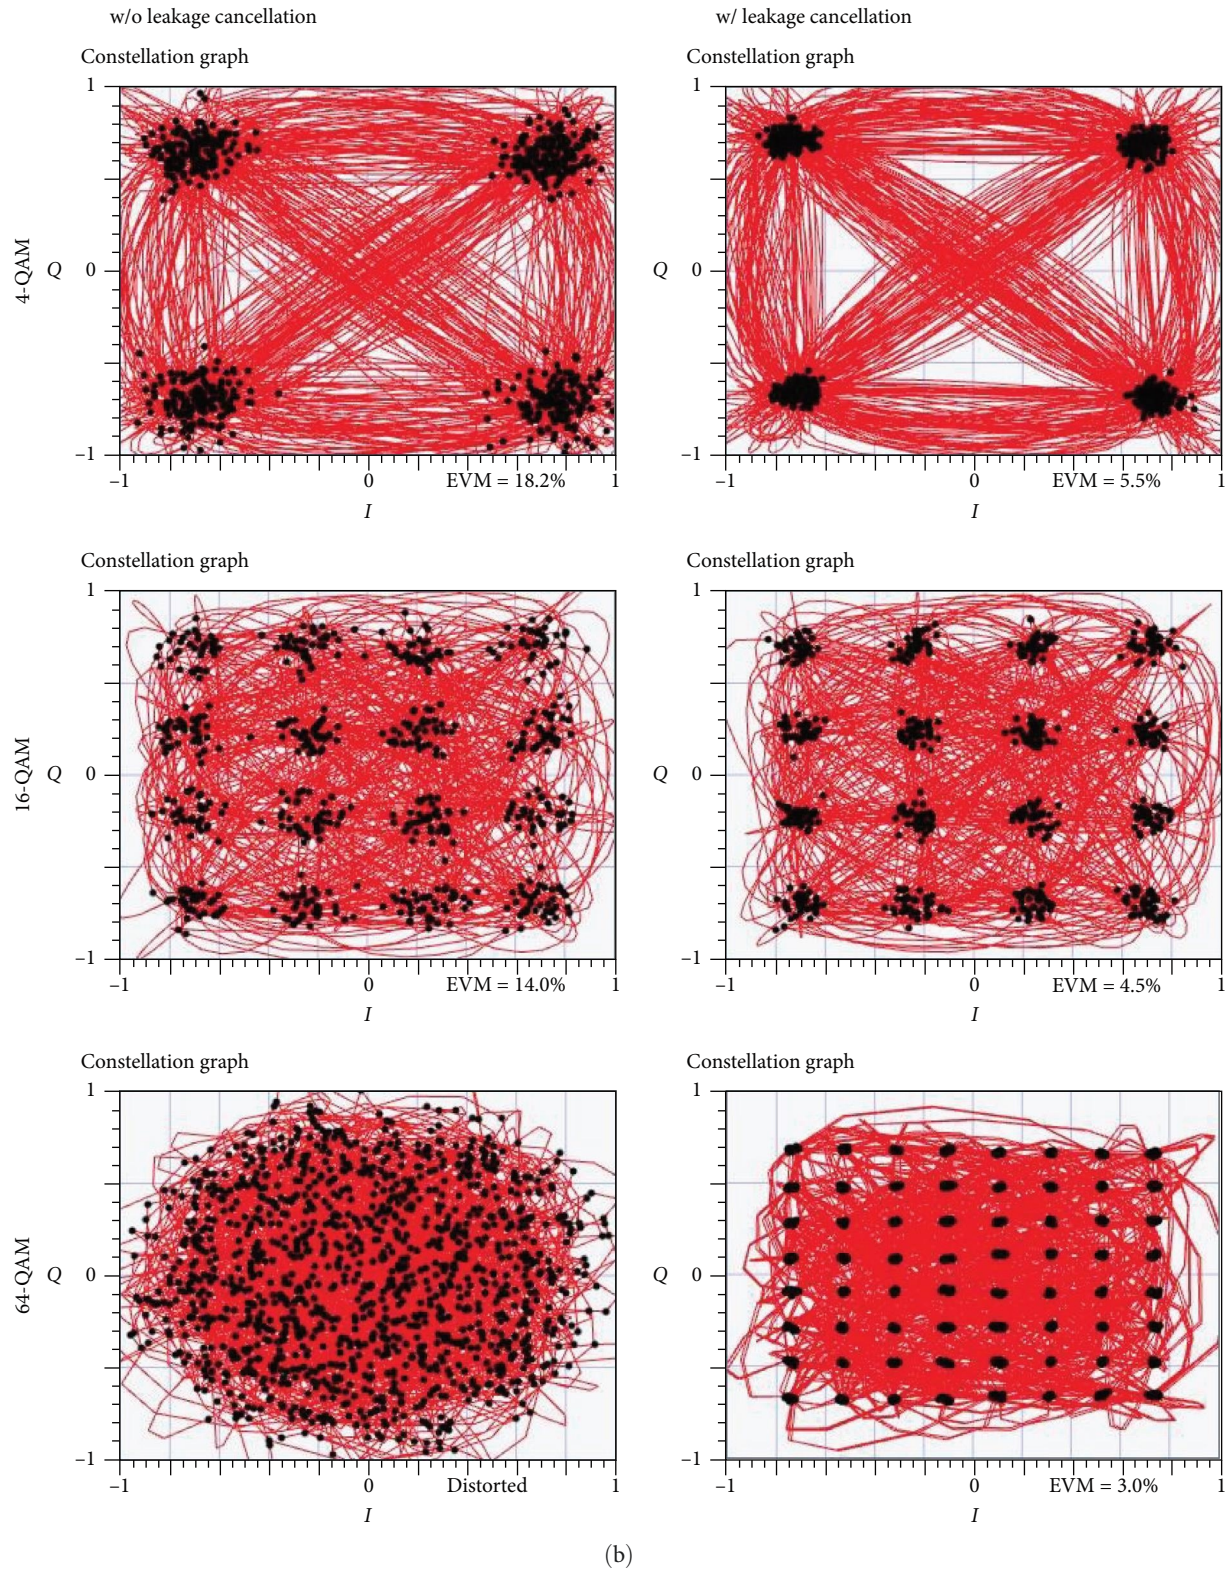 w/o leakage cancellation
w/ leakage cancellation
Constellation graph
Constellation graph
4-QAM
Q
1
0
–1
–1
0
EVM = 18.2%
1
I
Q
1
0
–1
–1
0
EVM = 5.5%
1
I
Constellation graph
Constellation graph
16-QAM
Q
1
0
–1
–1
0
EVM = 14.0%
1
I
Q
1
0
–1
–1
0
EVM = 4.5%
1
I
Constellation graph
Constellation graph
64-QAM
Q
1
0
–1
–1
0
Distorted
1
I
Q
1
0
–1
–1
0
EVM = 3.0%
1
I
(b)